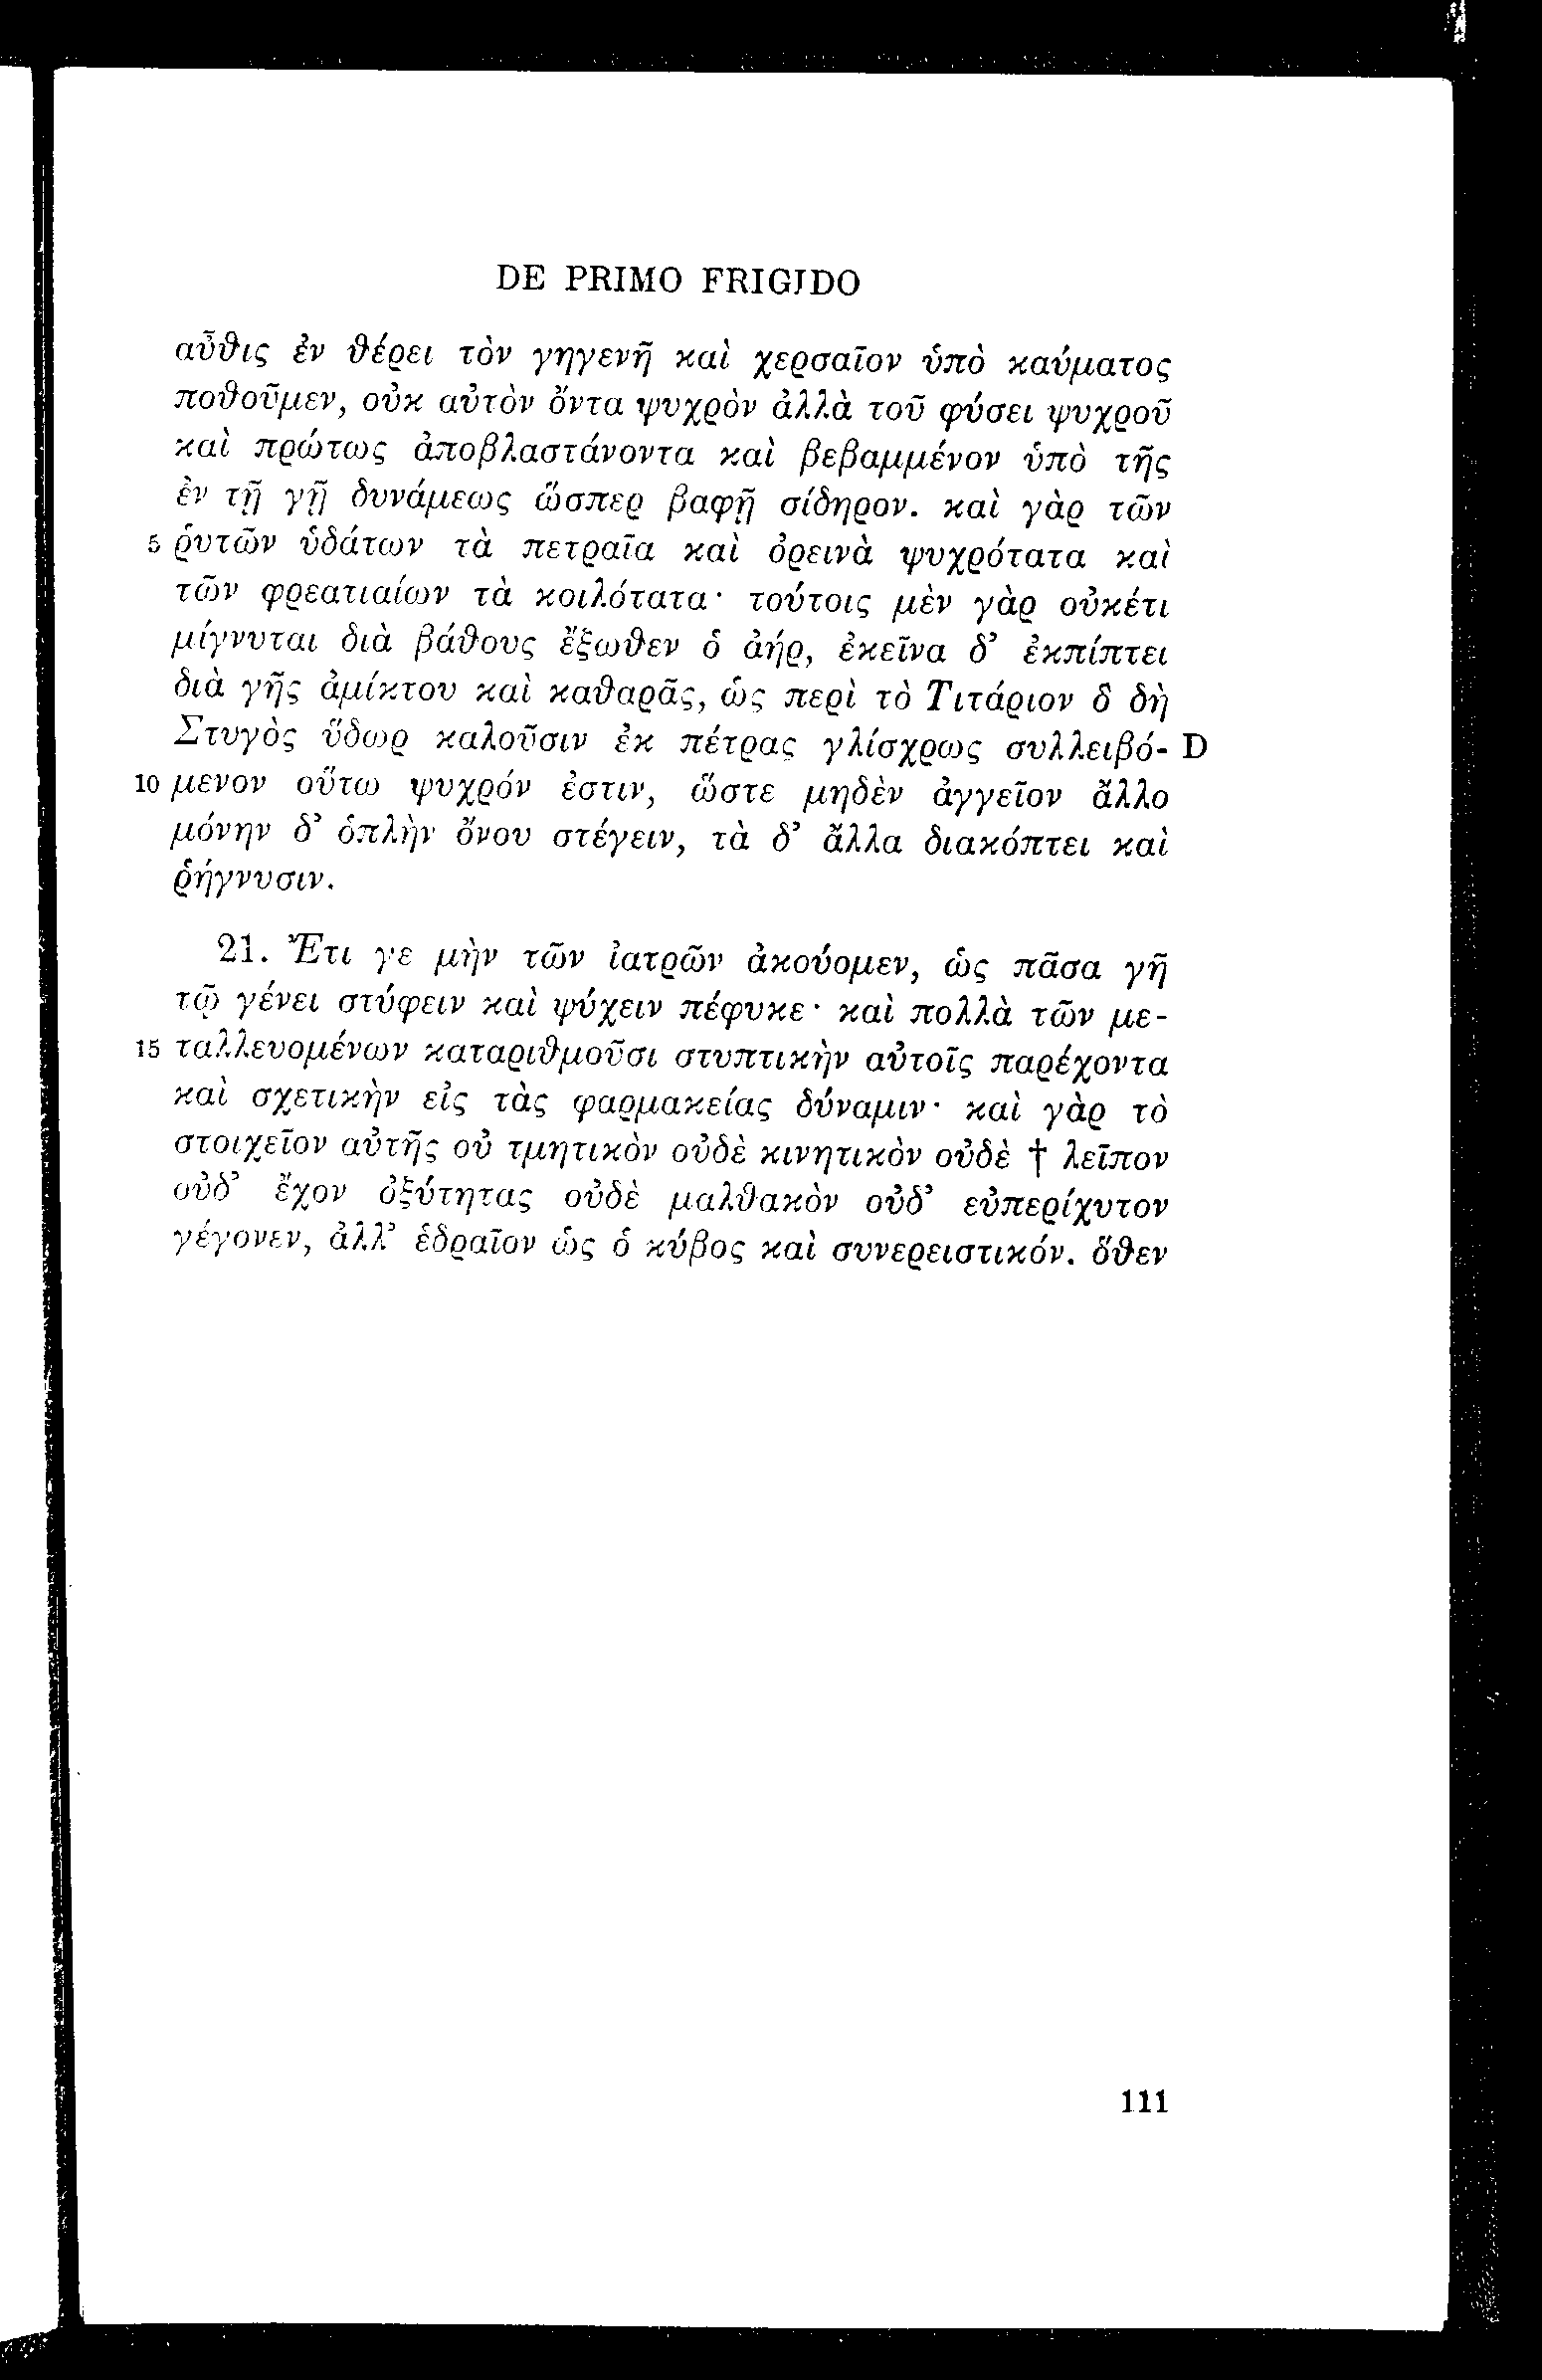 DE PRIMO FRIGIDO
αὖθις ἐν θέρει τὸν γηγενῆ καὶ χερσαῖον ὑπὸ καύματος
ποθοῦμεν, οὐκ αὐτὸν ὄντα ψυχρὸν ἀλλὰ τοῦ φύσει ψυχροῦ
καὶ πρώτως ἀποβλαστάνοντα καὶ βεβαμμένον ὑπὸ τῆς
ἐν τῇ γῇ δυνάμεως ὥσπερ βαφῇ σίδηρον. καὶ γὰρ τῶν
5 ῥυτῶν ὑδάτων τὰ πετραῖα καὶ ὀρεινὰ ψυχρότατα καὶ
τῶν φρεατιαίων τὰ κοιλότατα· τούτοις μὲν γὰρ οὐκέτι
μίγνυται διὰ βάθους ἔξωθεν ὁ ἀήρ, ἐκεῖνα δ’ ἐκπίπτει
διὰ γῆς ἀμίκτου καὶ καθαρᾶς, ὡς περὶ τὸ Τιτάριον ὃ δὴ
Στυγὸς ὕδωρ καλοῦσιν ἐκ πέτρας γλίσχρως συλλειβό- D
10 μενον οὕτω ψυχρόν ἐστιν, ὥστε μηδὲν ἀγγεῖον ἄλλο
μόνην δ’ ὁπλὴν ὄνου στέγειν, τὰ δ’ ἄλλα διακόπτει καὶ
ῥήγνυσιν.
21. Ἔτι γε μὴν τῶν ἰατρῶν ἀκούομεν, ὡς πᾶσα γῆ
τῷ γένει στύφειν καὶ ψύχειν πέφυκε· καὶ πολλὰ τῶν με-
15 ταλλευομένων καταριθμοῦσι στυπτικὴν αὐτοῖς παρέχοντα
καὶ σχετικὴν εἰς τὰς φαρμακείας δύναμιν· καὶ γὰρ τὸ
στοιχεῖον αὐτῆς οὐ τμητικὸν οὐδὲ κινητικὸν οὐδὲ † λεῖπον
οὐδ’ ἔχον ὀξύτητας οὐδὲ μαλθακὸν οὐδ’ εὐπερίχυτον
γέγονεν, ἀλλ’ ἑδραῖον ὡς ὁ κύβος καὶ συνερειστικόν. ὅθεν
111